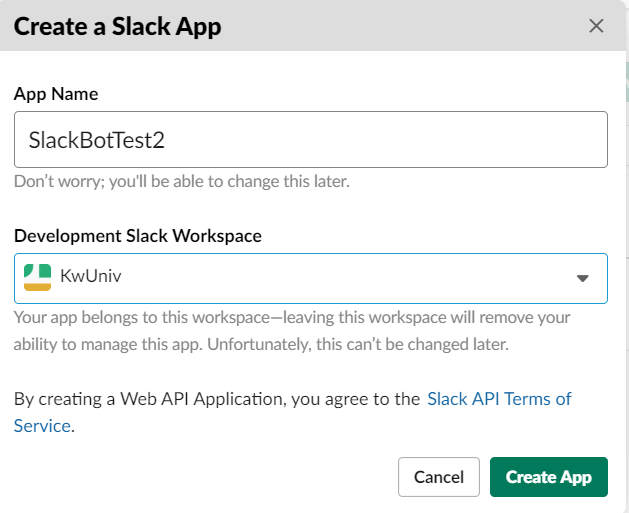 Create a Slack App
App Name
SlackBotTest2
Don’t worry; you'll be able to change this later.
Development Slack Workspace
KwUniv
Your app belongs to this workspace—leaving this workspace will remove your
ability to manage this app. Unfortunately, this can’t be changed later.
By creating a Web API Application, you agree to the Slack API Terms of
Service.
Cancel
Create App